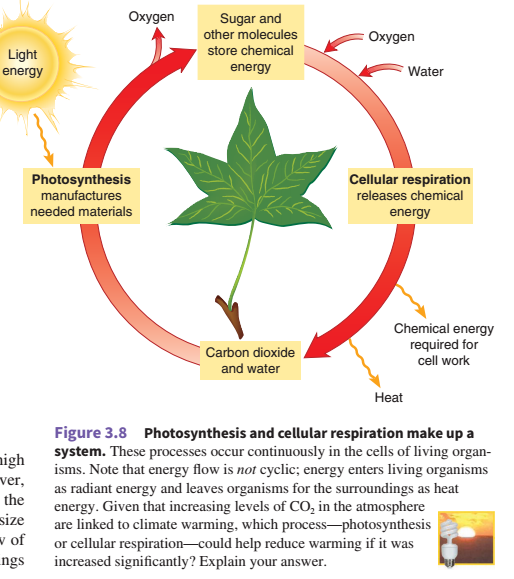 Oxygen
Sugar and
other molecules
store chemical
energy
Oxygen
Water
Light
energy
Photosynthesis
manufactures
needed materials
Cellular respiration
releases chemical
energy
Chemical energy
required for
cell work
Carbon dioxide
and water
Heat
Figure 3.8 Photosynthesis and cellular respiration make up a
system. These processes occur continuously in the cells of living organ-
isms. Note that energy flow is not cyclic; energy enters living organisms
as radiant energy and leaves organisms for the surroundings as heat
energy. Given that increasing levels of CO₂ in the atmosphere
are linked to climate warming, which process—photosynthesis
or cellular respiration—could help reduce warming if it was
increased significantly? Explain your answer.
the
size
of